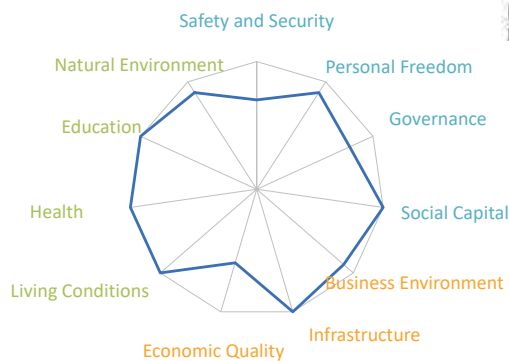 Safety and Security
Natural Environment
Personal Freedom
Governance
Education
Health
Social Capital
Living Conditions
Business Environment
Infrastructure
Economic Quality